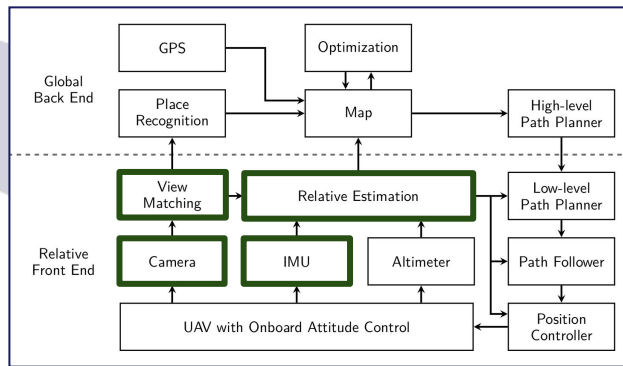 GPS
Optimization
Global
Back End
Place
Recognition
Map
High-level
Path Planner
View
Matching
Relative Estimation
Low-level
Path Planner
Relative
Front End
Camera
IMU
Altimeter
Path Follower
UAV with Onboard Attitude Control
Position
Controller